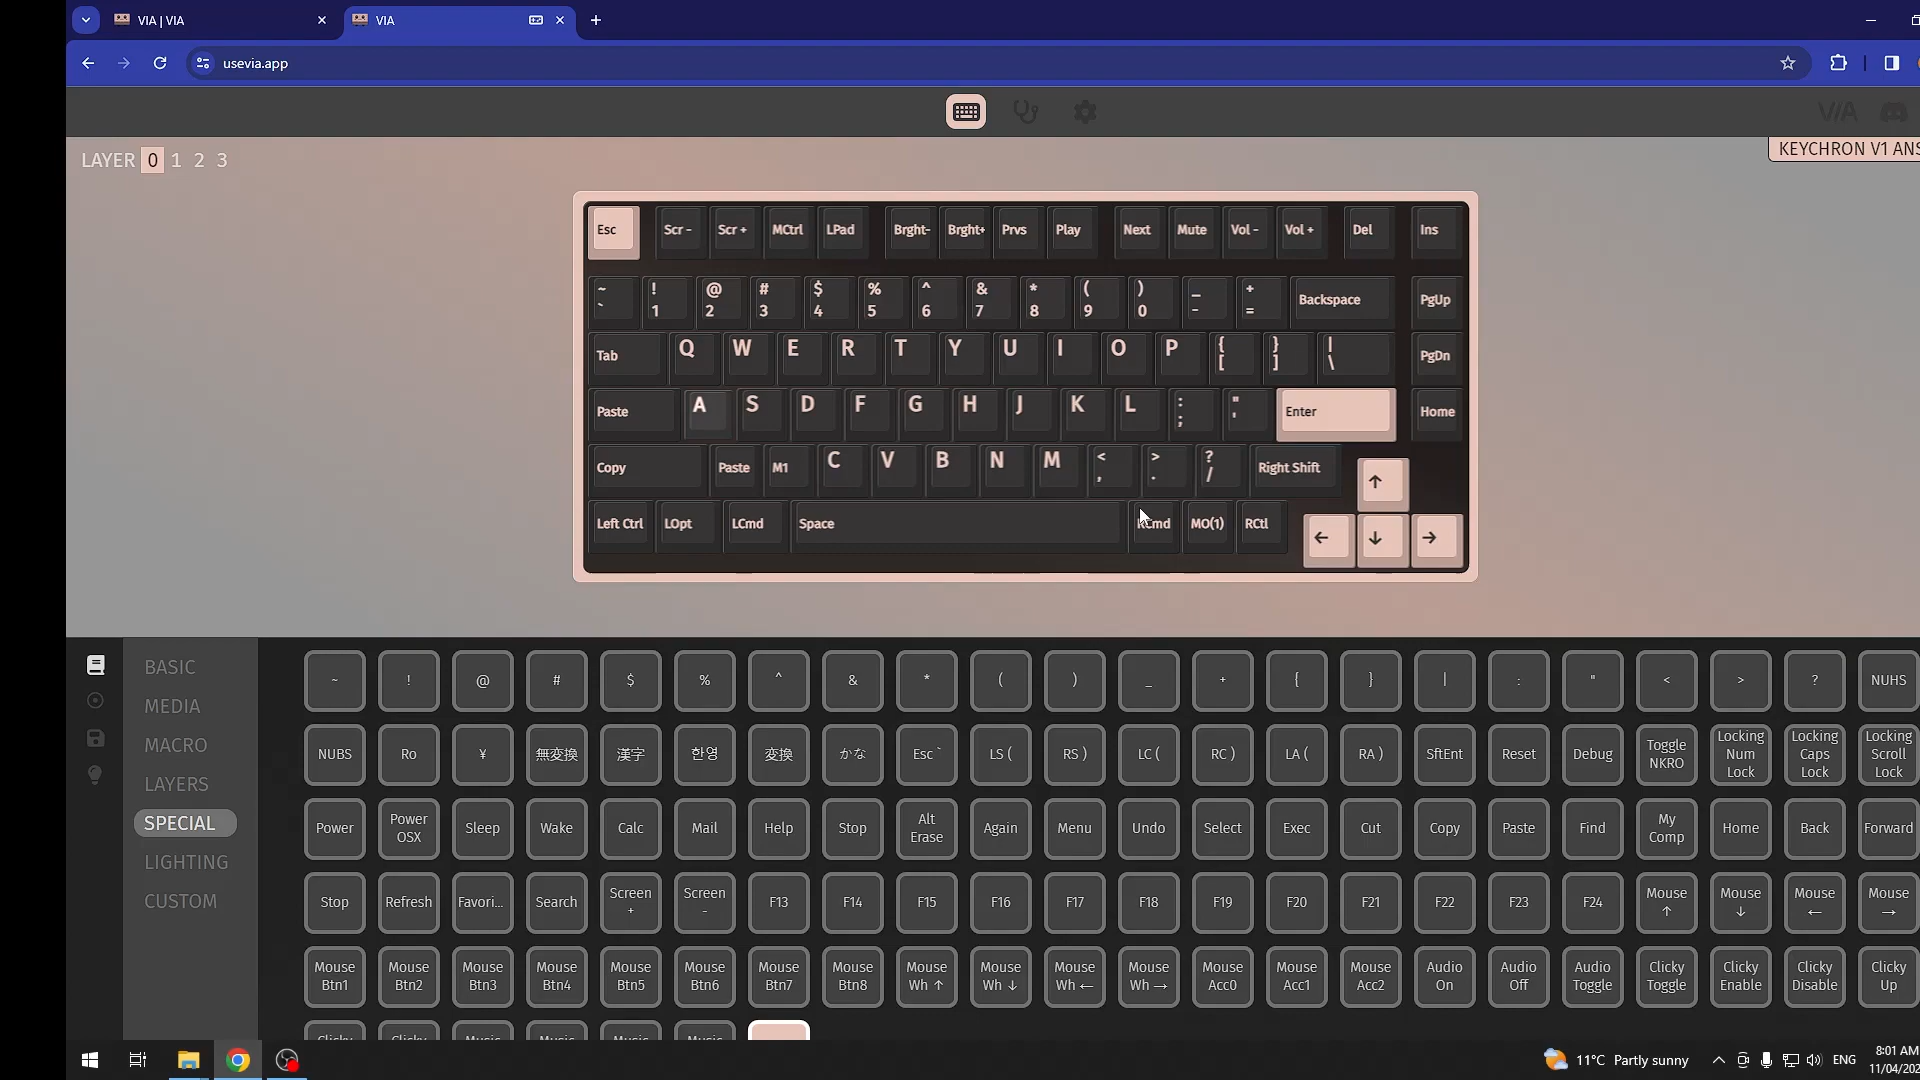 VIA | VIA
VIA
usevia.app
VIA
LAYER 0 1 2 3
KEYCHRON V1 ANS
Esc Scr - Scr + MCtrl LPad Brght- Brght+ Prvs Play Next Mute Vol - Vol + Del Ins
~ ! @ # $ % ^ & * ( ) _ +
` 1 2 3 4 5 6 7 8 9 0 - = Backspace PgUp
Tab Q W E R T Y U I O P { } |
[ ] \ PgDn
Paste A S D F G H J K L : "
; ' Enter Home
Copy Paste M1 C V B N M < > ?
, . / Right Shift ↑
Left Ctrl LOpt LCmd Space RCmd MO(1) RCtl ← ↓ →
BASIC
MEDIA
MACRO
LAYERS
SPECIAL
LIGHTING
CUSTOM
~ ! @ # $ % ^ & * ( ) _ + { } | : " < > ? NUHS
NUBS Ro ¥ 無変換 漢字 한영 変換 かな Esc ` LS ( RS ) LC ( RC ) LA ( RA ) SftEnt Reset Debug Toggle NKRO Locking Num Lock Locking Caps Lock Locking Scroll Lock
Power Power OSX Sleep Wake Calc Mail Help Stop Alt Erase Again Menu Undo Select Exec Cut Copy Paste Find My Comp Home Back Forward
Stop Refresh Favori... Search Screen + Screen - F13 F14 F15 F16 F17 F18 F19 F20 F21 F22 F23 F24 Mouse ↑ Mouse ↓ Mouse ← Mouse →
Mouse Btn1 Mouse Btn2 Mouse Btn3 Mouse Btn4 Mouse Btn5 Mouse Btn6 Mouse Btn7 Mouse Btn8 Mouse Wh ↑ Mouse Wh ↓ Mouse Wh ← Mouse Wh → Mouse Acc0 Mouse Acc1 Mouse Acc2 Audio On Audio Off Audio Toggle Clicky Toggle Clicky Enable Clicky Disable Clicky Up
Clicky Clicky Music Music Music Music
11°C Partly sunny ENG 8:01 AM
11/04/202